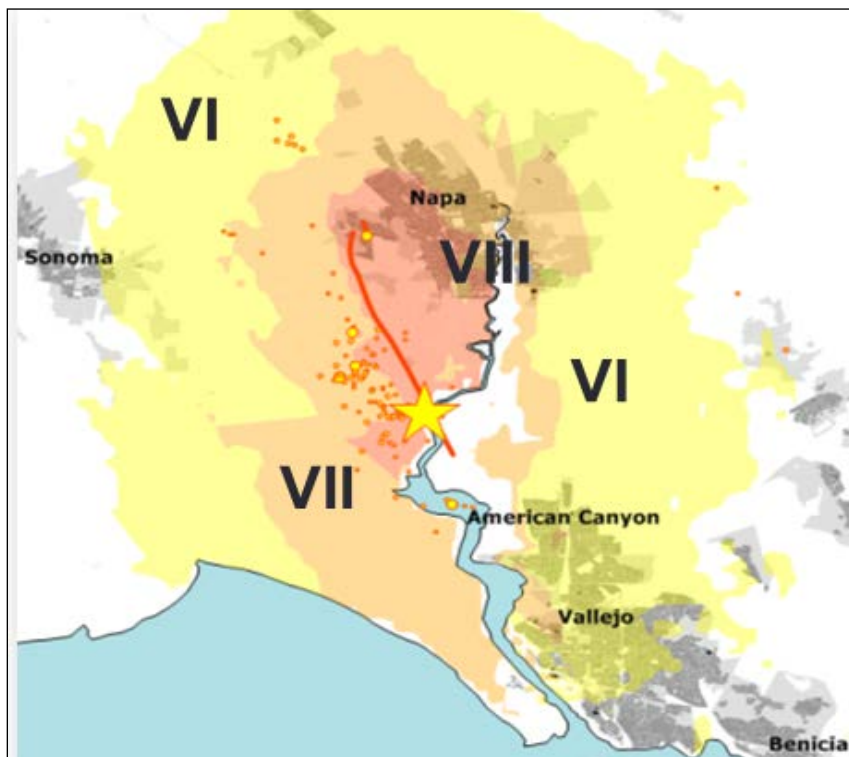 VI
Napa
Sonoma
VIII
VI
VII
American Canyon
Vallejo
Benicia